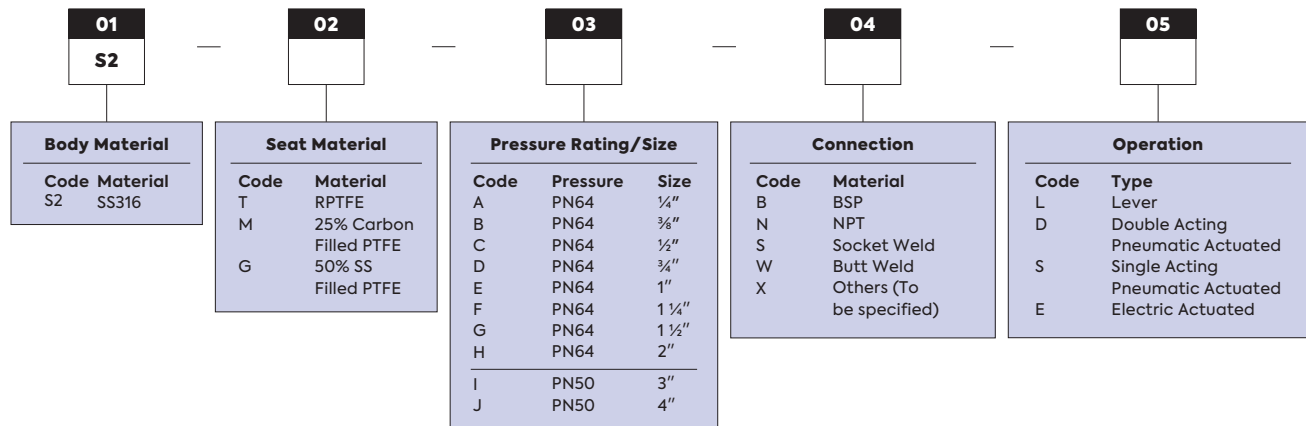 01 — 02 — 03 — 04 — 05
S2
Body Material
Code Material
S2 SS316
Seat Material
Code Material
T RPTFE
M 25% Carbon
Filled PTFE
G 50% SS
Filled PTFE
Pressure Rating/Size
Code Pressure Size
A PN64 ¼"
B PN64 ⅜"
C PN64 ½"
D PN64 ¾"
E PN64 1"
F PN64 1 ¼"
G PN64 1 ½"
H PN64 2"
I PN50 3"
J PN50 4"
Connection
Code Material
B BSP
N NPT
S Socket Weld
W Butt Weld
X Others (To
be specified)
Operation
Code Type
L Lever
D Double Acting
Pneumatic Actuated
S Single Acting
Pneumatic Actuated
E Electric Actuated